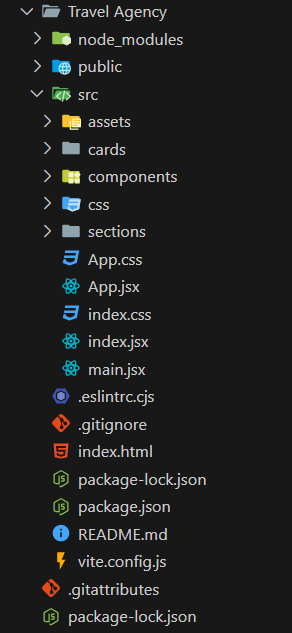 Travel Agency
node_modules
public
src
assets
cards
components
css
sections
App.css
App.jsx
index.css
index.jsx
main.jsx
.eslintrc.cjs
.gitignore
index.html
package-lock.json
package.json
README.md
vite.config.js
.gitattributes
package-lock.json